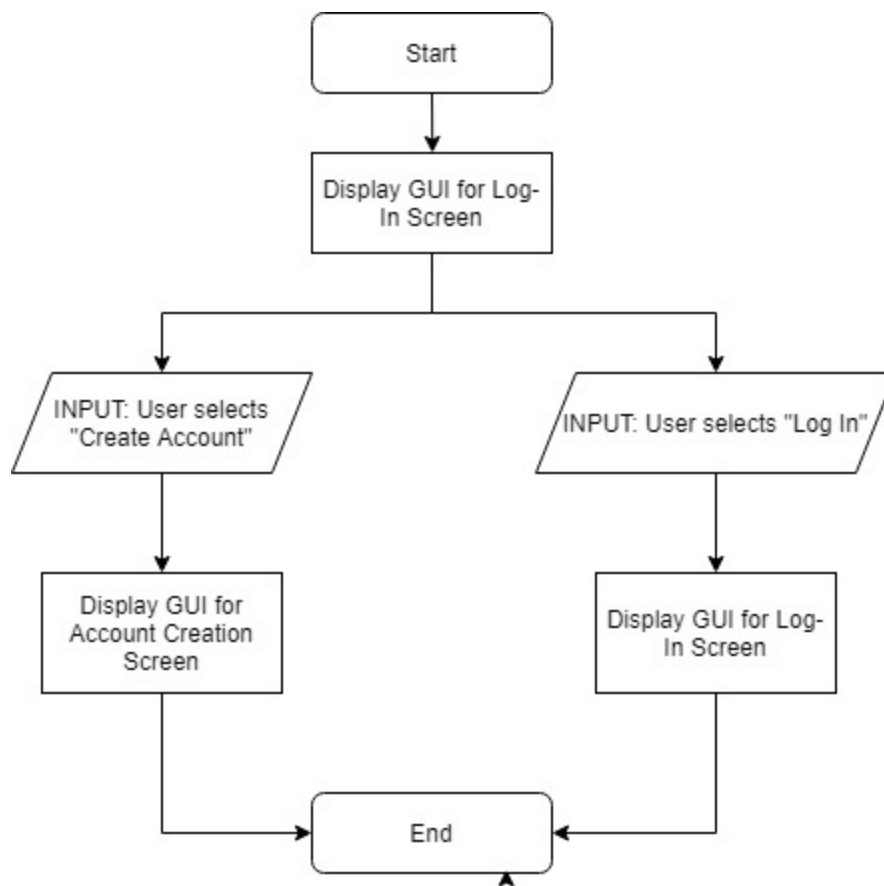 Start
Display GUI for Log-
In Screen
INPUT: User selects
"Create Account"
INPUT: User selects "Log In"
Display GUI for
Account Creation
Screen
Display GUI for Log-
In Screen
End